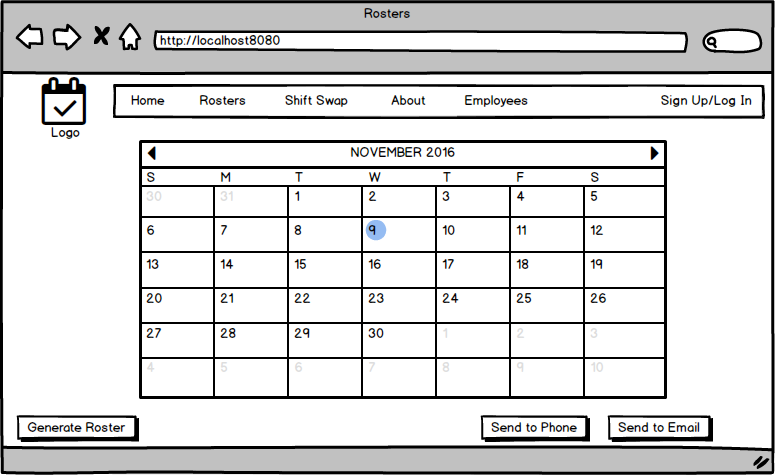 Rosters
http://localhost8080
Home Rosters Shift Swap About Employees Sign Up/Log In
Logo
NOVEMBER 2016
S M T W T F S
30 31 1 2 3 4 5
6 7 8 9 10 11 12
13 14 15 16 17 18 19
20 21 22 23 24 25 26
27 28 29 30 1 2 3
4 5 6 7 8 9 10
Generate Roster Send to Phone Send to Email